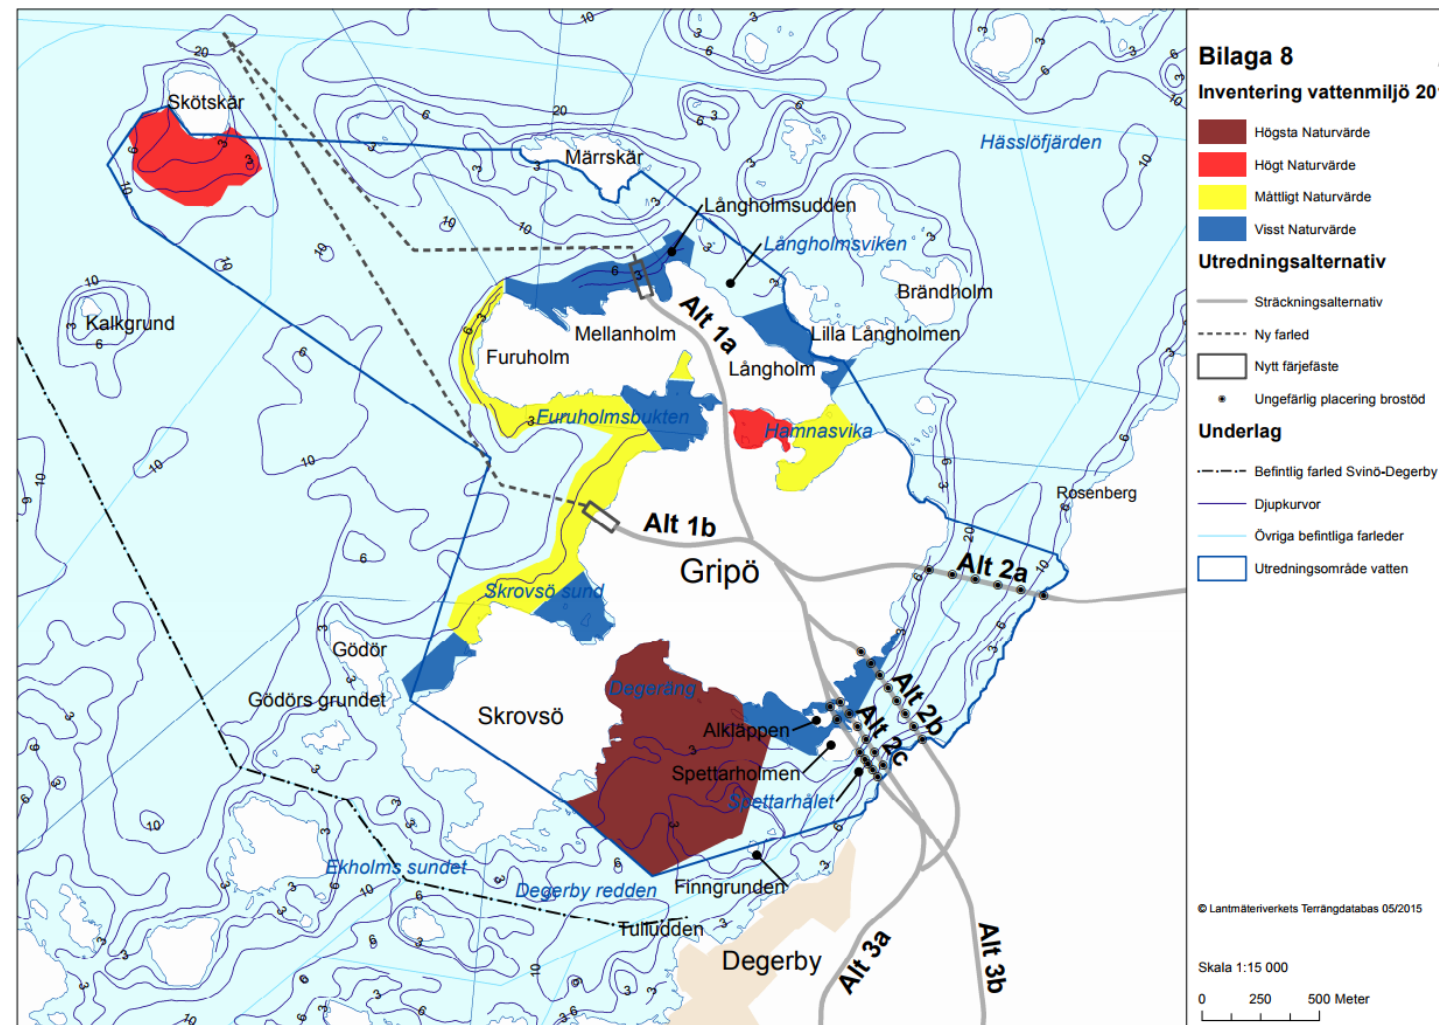 Bilaga 8
Inventering vattenmiljö 20
Högsta Naturvärde
Högt Naturvärde
Måttligt Naturvärde
Visst Naturvärde
Utredningsalternativ
Sträckningsalternativ
Ny farled
Nytt färjefäste
Ungefärlig placering brostöd
Underlag
Befintlig farled Svinö-Degerby
Djupkurvor
Övriga befintliga farleder
Utredningsområde vatten
© Lantmäteriverkets Terrängdatabas 05/2015
Skala 1:15 000
0 250 500 Meter
Skötskär
Märrskär
Hässlöfjärden
Långholmsudden
Långholmsviken
Brändholm
Kalkgrund
Mellanholm
Alt 1a
Lilla Långholmen
Furuholm
Långholm
Furuholmsbukten
Hamnasvika
Rosenberg
Alt 1b
Gripö
Alt 2a
Skrovsö sund
Gödör
Gödörs grundet
Degeräng
Skrovsö
Alkläppen
Alt 2b
Alt 2c
Spettarholmen
Spettarhålet
Ekholms sundet
Degerby redden
Finngrunden
Tulludden
Degerby
Alt 3a
Alt 3b